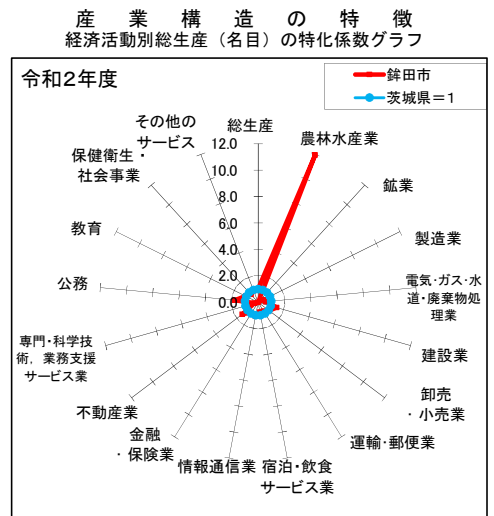 産業構造の特徴
経済活動別総生産（名目）の特化係数グラフ
令和2年度
鉾田市
茨城県＝1
総生産
農林水産業
鉱業
製造業
電気・ガス・水
道・廃棄物処
理業
建設業
卸売
・小売業
運輸・郵便業
宿泊・飲食
サービス業
情報通信業
金融
・保険業
不動産業
専門・科学技
術，業務支援
サービス業
公務
教育
保健衛生・
社会事業
その他の
サービス
12.0
10.0
8.0
6.0
4.0
2.0
0.0